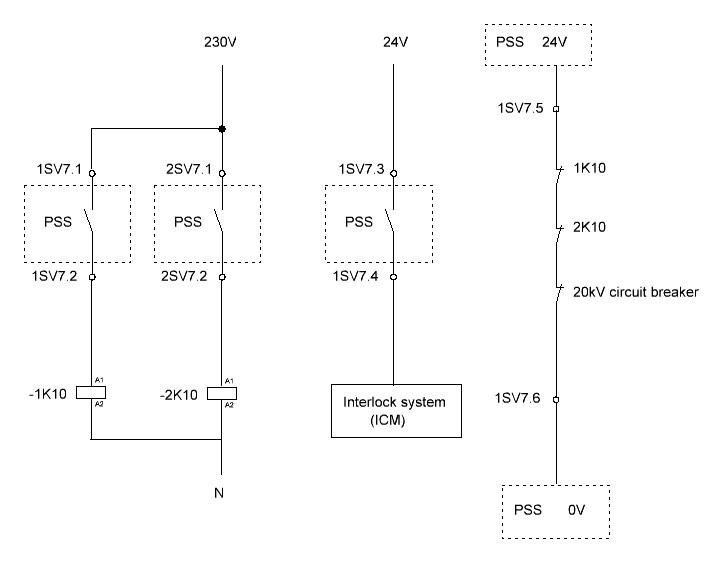 230V
24V
PSS 24V
1SV7.5
1SV7.1
2SV7.1
1SV7.3
1K10
PSS
PSS
PSS
2K10
1SV7.2
2SV7.2
1SV7.4
20kV circuit breaker
-1K10
A1
A2
-2K10
A1
A2
Interlock system
(ICM)
1SV7.6
N
PSS 0V